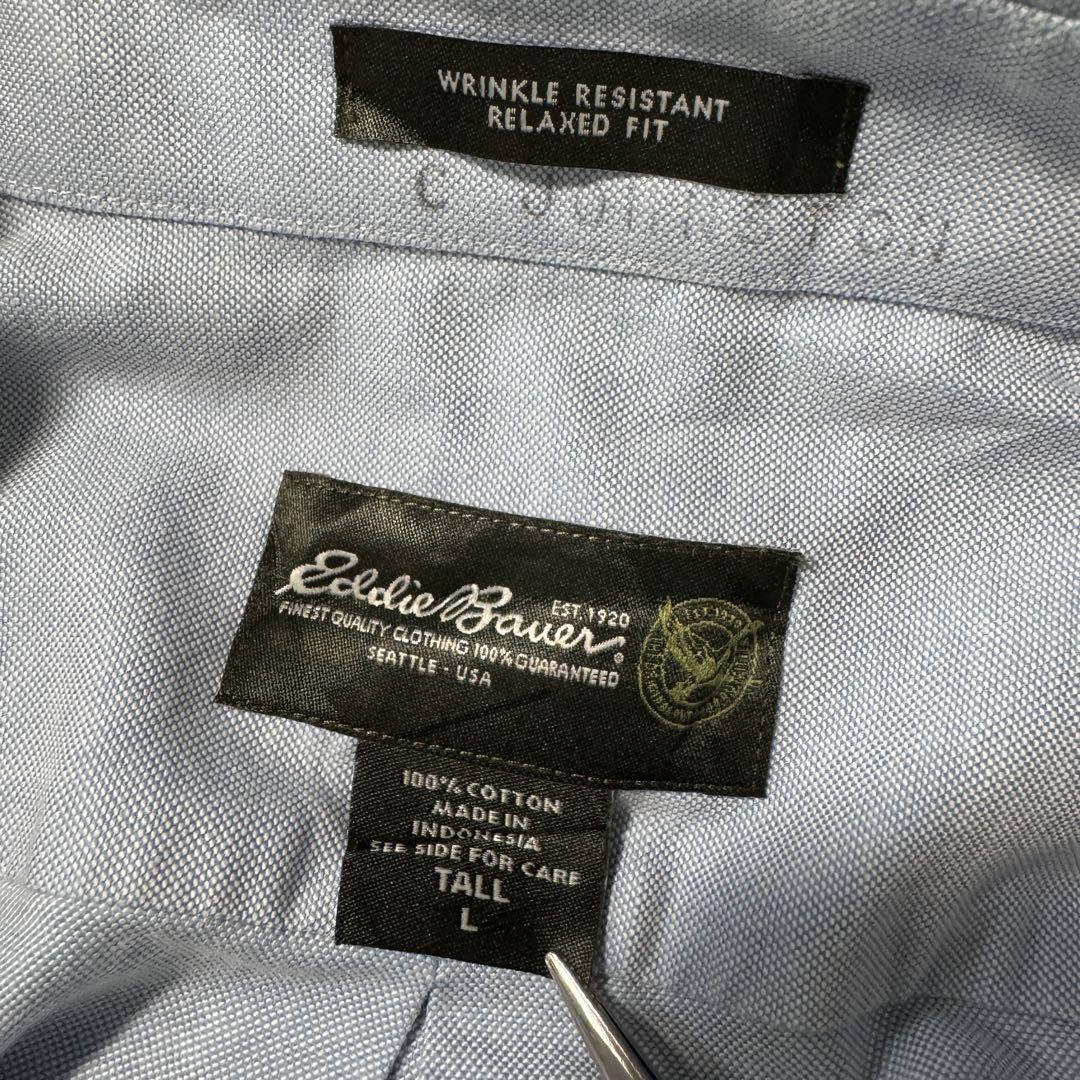 WRINKLE RESISTANT
RELAXED FIT
C
Eddie Bauer®
EST. 1920
FINEST QUALITY CLOTHING 100% GUARANTEED
SEATTLE · USA
100% COTTON
MADE IN
INDONESIA
SEE SIDE FOR CARE
TALL
L